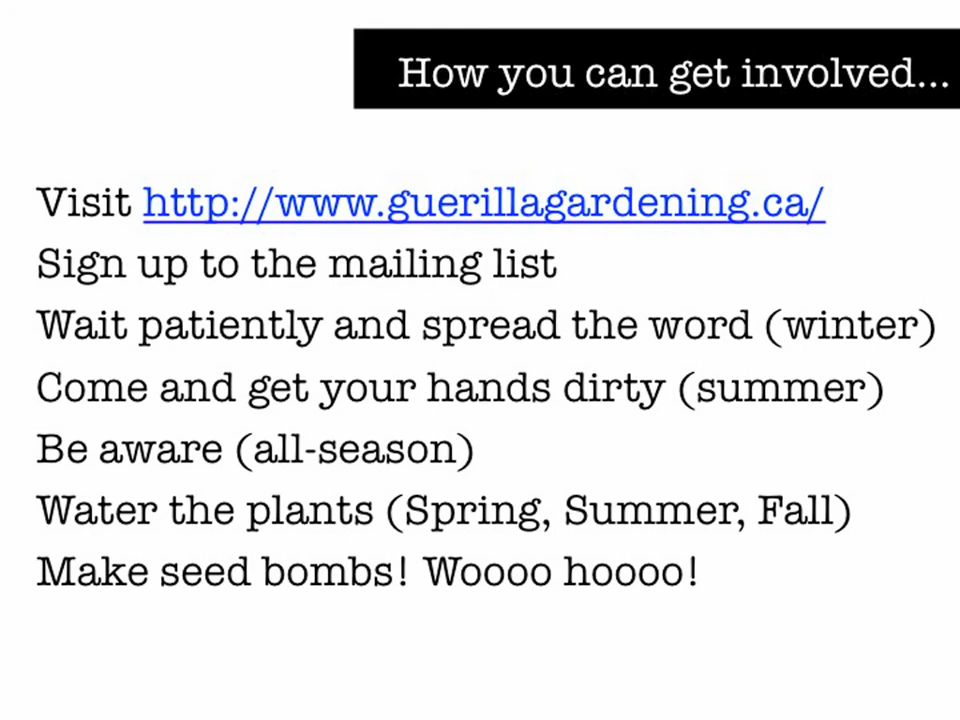 How you can get involved...
Visit http://www.guerillagardening.ca/
Sign up to the mailing list
Wait patiently and spread the word (winter)
Come and get your hands dirty (summer)
Be aware (all-season)
Water the plants (Spring, Summer, Fall)
Make seed bombs! Woooo hoooo!